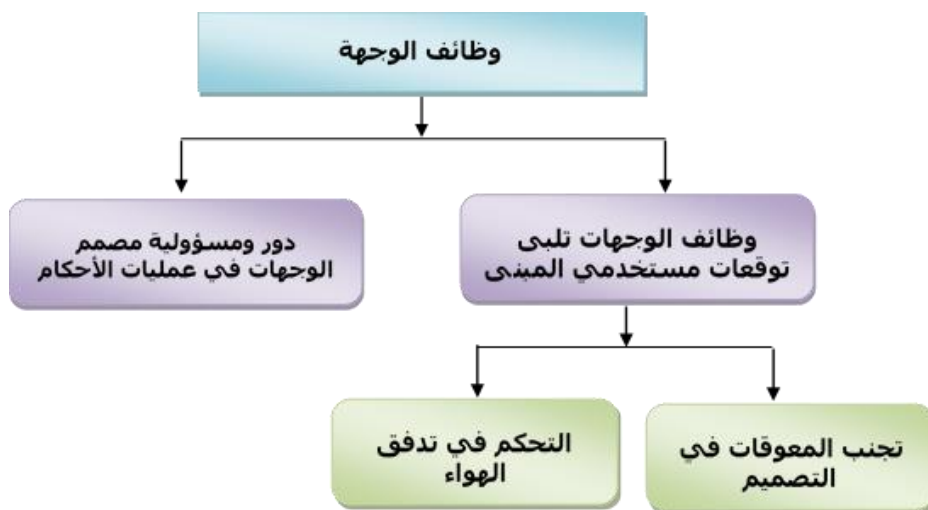 وظائف الوجهة
وظائف الوجهات تلبى
توقعات مستخدمي المبنى
دور ومسؤولية مصمم
الوجهات في عمليات الأحكام
تجنب المعوقات في
التصميم
التحكم في تدفق
الهواء